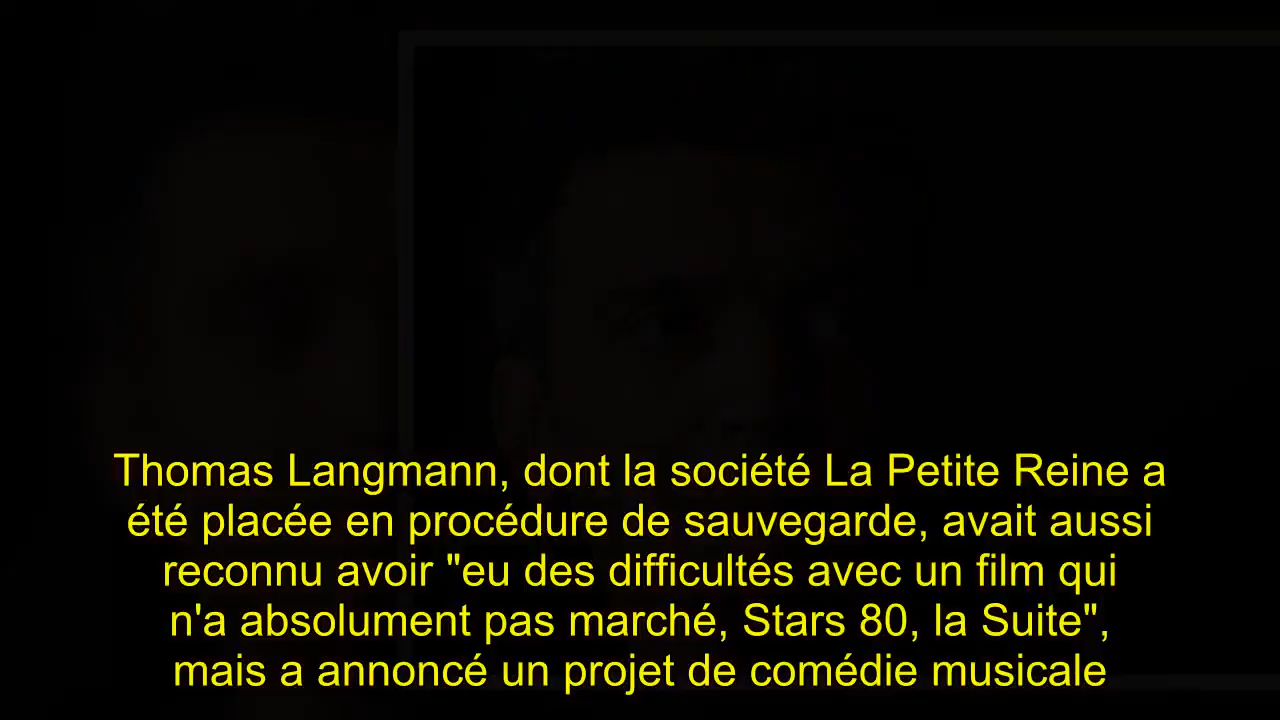 Thomas Langmann, dont la société La Petite Reine a
été placée en procédure de sauvegarde, avait aussi
reconnu avoir "eu des difficultés avec un film qui
n'a absolument pas marché, Stars 80, la Suite",
mais a annoncé un projet de comédie musicale